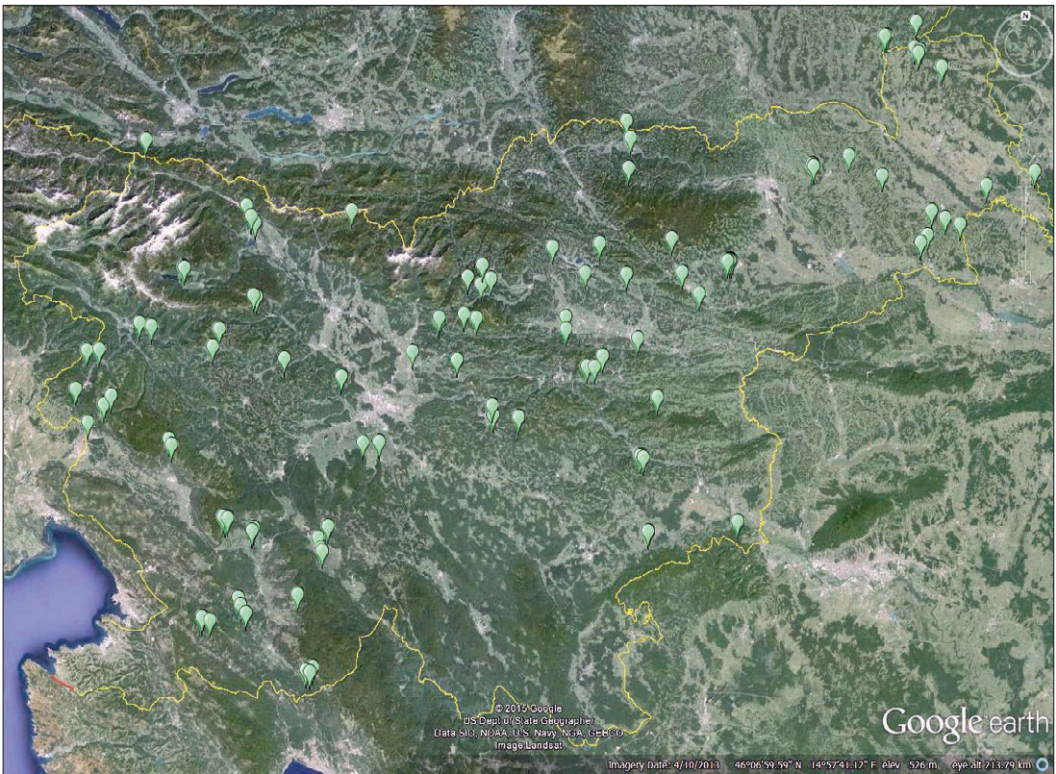 N
© 2015 Google
US Dept of State Geographer
Data SIO, NOAA, U.S. Navy, NGA, GEBCO
Image Landsat
Google earth
Imagery Date: 4/10/2013 46°06'59.59" N 14°57'41.12" E elev 526 m eye alt 213.79 km